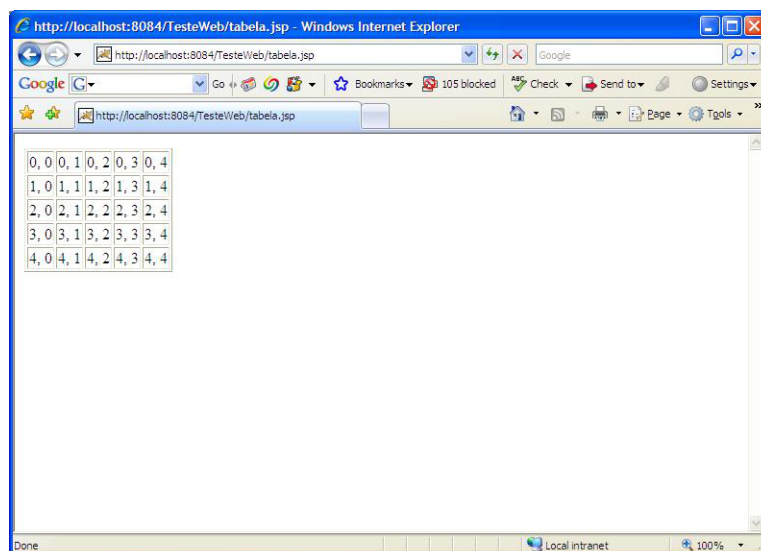 http://localhost:8084/TesteWeb/tabela.jsp - Windows Internet Explorer
http://localhost:8084/TesteWeb/tabela.jsp Google
Google G Go Bookmarks 105 blocked ABC Check Send to Settings
http://localhost:8084/TesteWeb/tabela.jsp Page Tools »
0, 0 0, 1 0, 2 0, 3 0, 4
1, 0 1, 1 1, 2 1, 3 1, 4
2, 0 2, 1 2, 2 2, 3 2, 4
3, 0 3, 1 3, 2 3, 3 3, 4
4, 0 4, 1 4, 2 4, 3 4, 4
Done Local intranet 100%